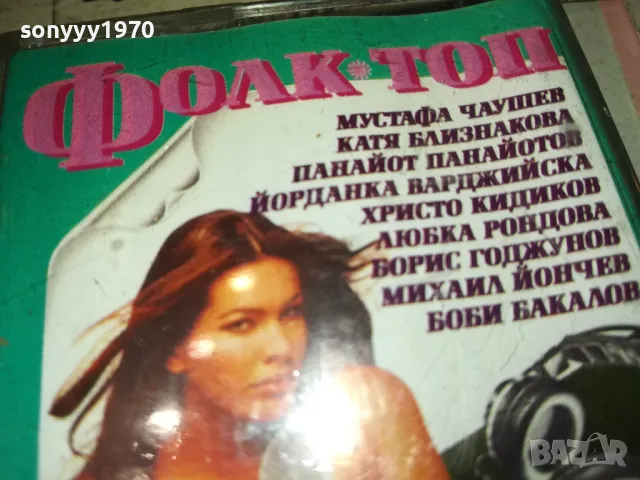 sonyyy1970
ФОЛК*ТОП
МУСТАФА ЧАУШЕВ
КАТЯ БЛИЗНАКОВА
ПАНАЙОТ ПАНАЙОТОВ
ЙОРДАНКА ВАРДЖИЙСКА
ХРИСТО КИДИКОВ
ЛЮБКА РОНДОВА
БОРИС ГОДЖУНОВ
МИХАИЛ ЙОНЧЕВ
БОБИ БАКАЛОВ
BAZAR